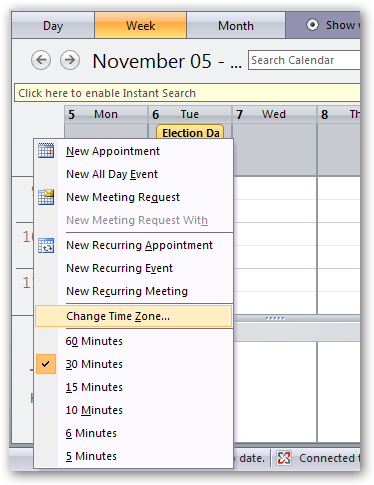 Day Week Month Show
November 05 - ... Search Calendar
Click here to enable Instant Search
5 Mon 6 Tue 7 Wed 8
Election Da
New Appointment
New All Day Event
New Meeting Request
New Meeting Request With
10
New Recurring Appointment
New Recurring Event
11
New Recurring Meeting
Change Time Zone...
60 Minutes
30 Minutes
15 Minutes
10 Minutes
6 Minutes
5 Minutes
date. Connected